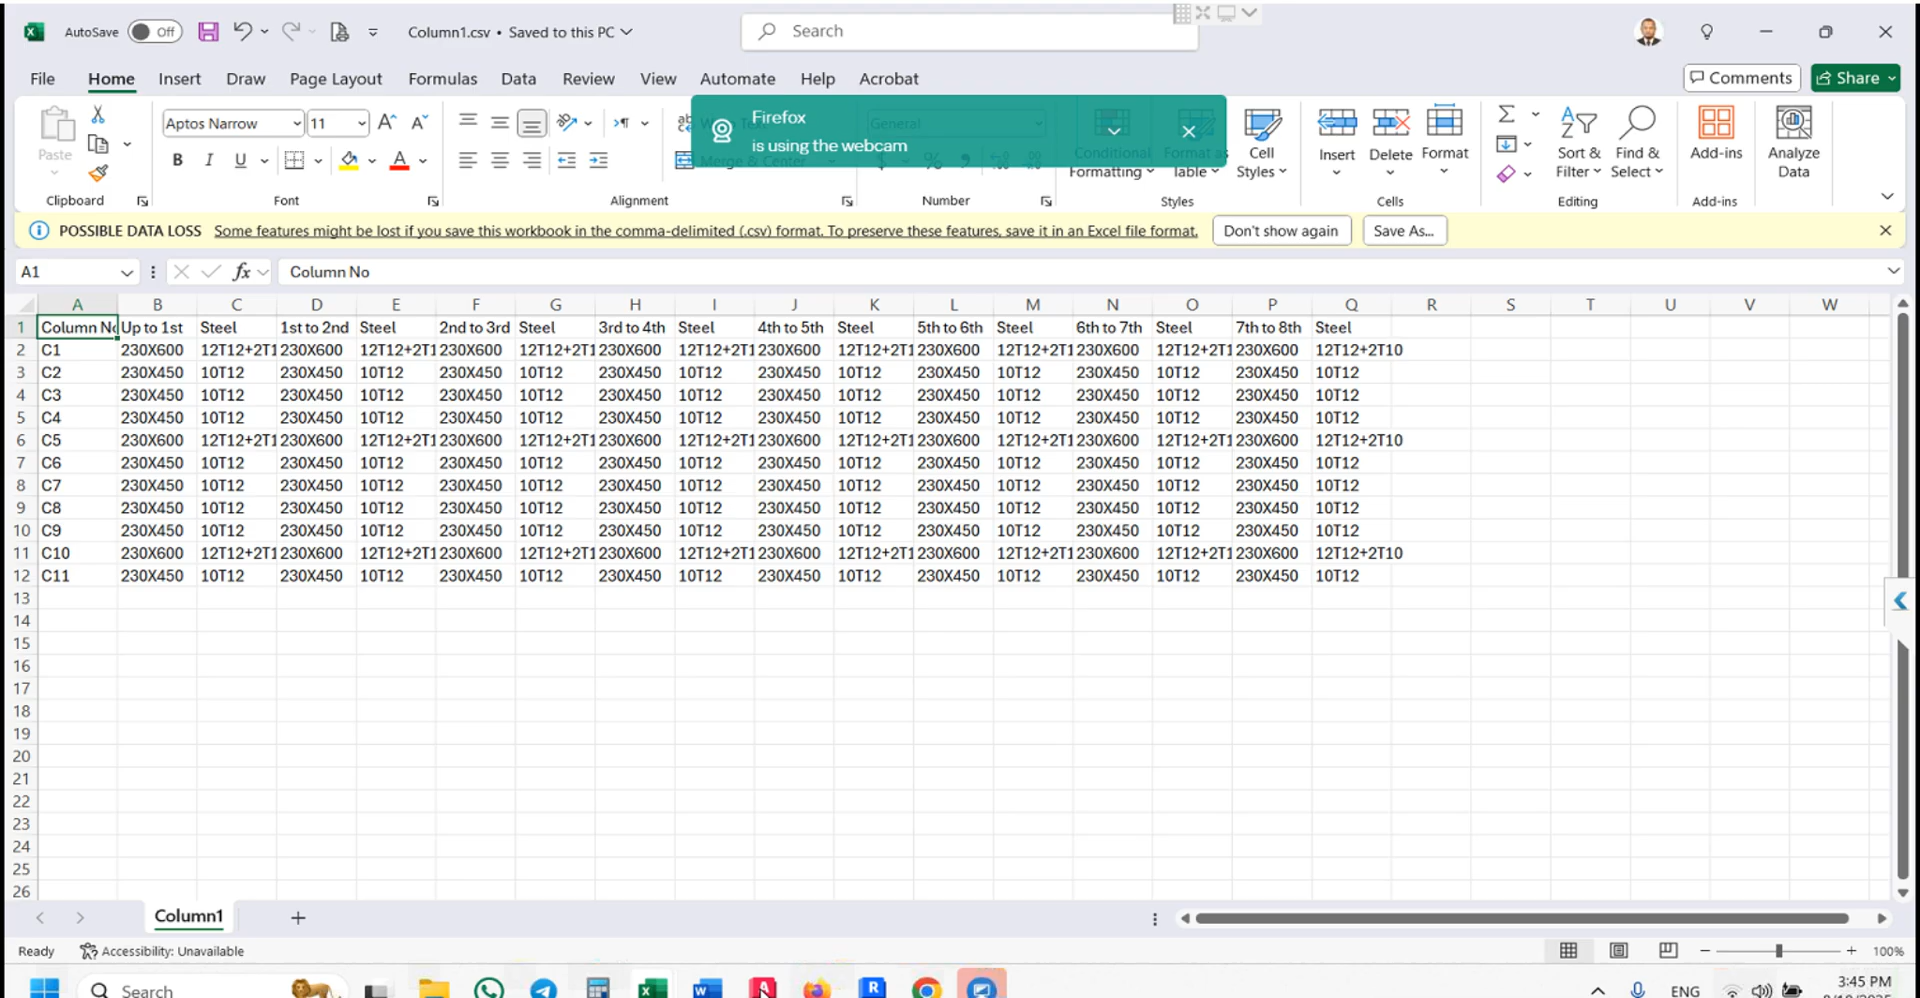 AutoSave Off Column1.csv • Saved to this PC Search
File Home Insert Draw Page Layout Formulas Data Review View Automate Help Acrobat Comments Share
Firefox
is using the webcam
Paste Aptos Narrow 11 General Conditional Formatting Format as Table Cell Styles Insert Delete Format Sort & Filter Find & Select Add-ins Analyze Data
B I U Merge & Center
Clipboard Font Alignment Number Styles Cells Editing Add-ins
POSSIBLE DATA LOSS Some features might be lost if you save this workbook in the comma-delimited (.csv) format. To preserve these features, save it in an Excel file format. Don't show again Save As...
A1 fx Column No
A B C D E F G H I J K L M N O P Q R S T U V W
1 Column No Up to 1st Steel 1st to 2nd Steel 2nd to 3rd Steel 3rd to 4th Steel 4th to 5th Steel 5th to 6th Steel 6th to 7th Steel 7th to 8th Steel
2 C1 230X600 12T12+2T1 230X600 12T12+2T1 230X600 12T12+2T1 230X600 12T12+2T1 230X600 12T12+2T1 230X600 12T12+2T1 230X600 12T12+2T1 230X600 12T12+2T10
3 C2 230X450 10T12 230X450 10T12 230X450 10T12 230X450 10T12 230X450 10T12 230X450 10T12 230X450 10T12 230X450 10T12
4 C3 230X450 10T12 230X450 10T12 230X450 10T12 230X450 10T12 230X450 10T12 230X450 10T12 230X450 10T12 230X450 10T12
5 C4 230X450 10T12 230X450 10T12 230X450 10T12 230X450 10T12 230X450 10T12 230X450 10T12 230X450 10T12 230X450 10T12
6 C5 230X600 12T12+2T1 230X600 12T12+2T1 230X600 12T12+2T1 230X600 12T12+2T1 230X600 12T12+2T1 230X600 12T12+2T1 230X600 12T12+2T1 230X600 12T12+2T10
7 C6 230X450 10T12 230X450 10T12 230X450 10T12 230X450 10T12 230X450 10T12 230X450 10T12 230X450 10T12 230X450 10T12
8 C7 230X450 10T12 230X450 10T12 230X450 10T12 230X450 10T12 230X450 10T12 230X450 10T12 230X450 10T12 230X450 10T12
9 C8 230X450 10T12 230X450 10T12 230X450 10T12 230X450 10T12 230X450 10T12 230X450 10T12 230X450 10T12 230X450 10T12
10 C9 230X450 10T12 230X450 10T12 230X450 10T12 230X450 10T12 230X450 10T12 230X450 10T12 230X450 10T12 230X450 10T12
11 C10 230X600 12T12+2T1 230X600 12T12+2T1 230X600 12T12+2T1 230X600 12T12+2T1 230X600 12T12+2T1 230X600 12T12+2T1 230X600 12T12+2T1 230X600 12T12+2T10
12 C11 230X450 10T12 230X450 10T12 230X450 10T12 230X450 10T12 230X450 10T12 230X450 10T12 230X450 10T12 230X450 10T12
13
14
15
16
17
18
19
20
21
22
23
24
25
26
Column1
Ready Accessibility: Unavailable 100%
Search ENG 3:45 PM